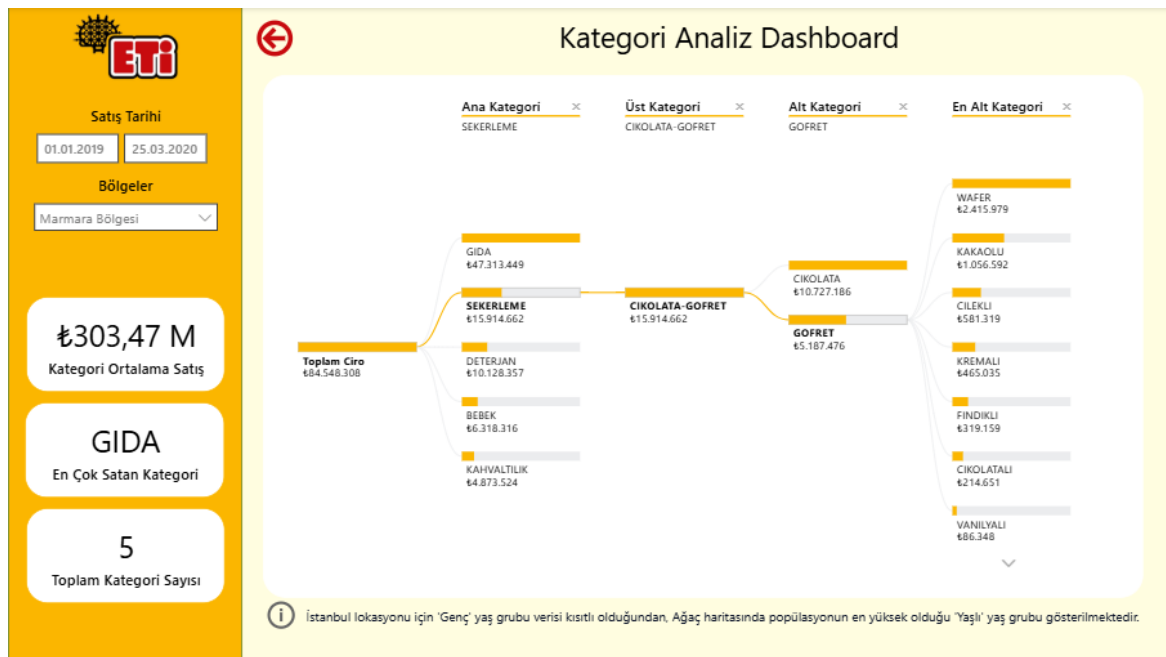 ETi
Satış Tarihi
01.01.2019 25.03.2020
Bölgeler
Marmara Bölgesi
₺303,47 M
Kategori Ortalama Satış
GIDA
En Çok Satan Kategori
5
Toplam Kategori Sayısı
Kategori Analiz Dashboard
Ana Kategori
SEKERLEME
Üst Kategori
CIKOLATA-GOFRET
Alt Kategori
GOFRET
En Alt Kategori
Toplam Ciro
₺84.548.308
GIDA
₺47.313.449
SEKERLEME
₺15.914.662
DETERJAN
₺10.128.357
BEBEK
₺6.318.316
KAHVALTILIK
₺4.873.524
CIKOLATA-GOFRET
₺15.914.662
CIKOLATA
₺10.727.186
GOFRET
₺5.187.476
WAFER
₺2.415.979
KAKAOLU
₺1.056.592
CILEKLI
₺581.319
KREMALI
₺465.035
FINDIKLI
₺319.159
CIKOLATALI
₺214.651
VANILYALI
₺86.348
İstanbul lokasyonu için 'Genç' yaş grubu verisi kısıtlı olduğundan, Ağaç haritasında popülasyonun en yüksek olduğu 'Yaşlı' yaş grubu gösterilmektedir.